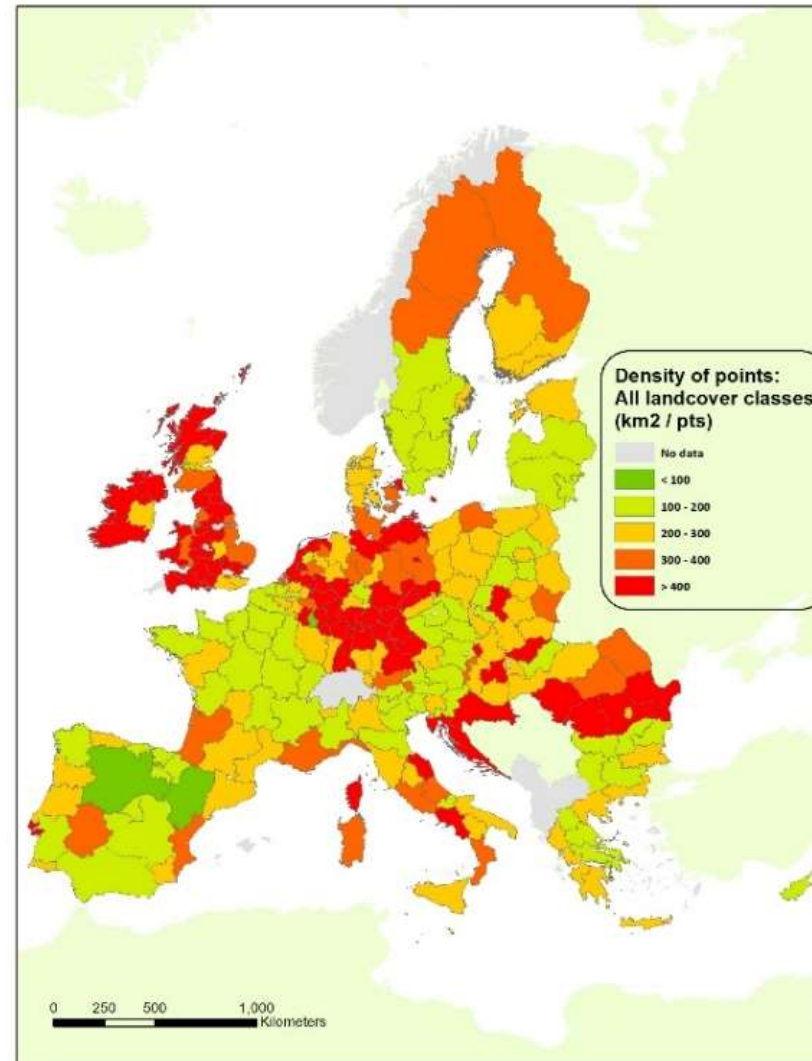 Density of points:
All landcover classes
(km2 / pts)
No data
< 100
100 - 200
200 - 300
300 - 400
> 400
0 250 500 1,000
Kilometers